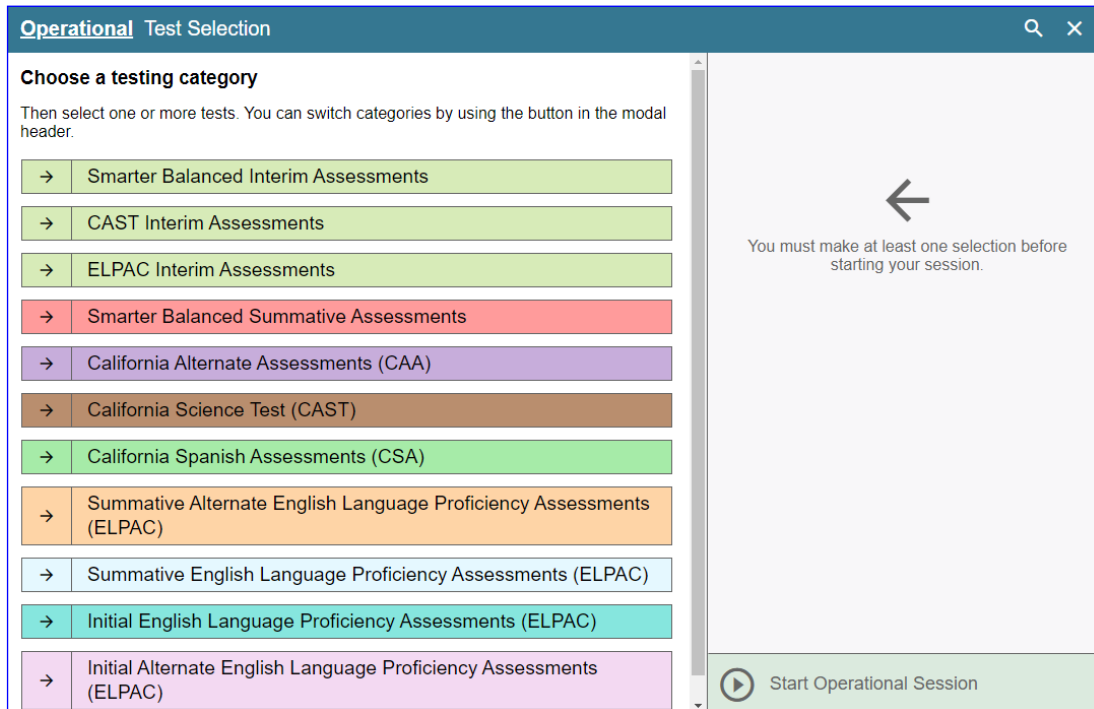 Operational Test Selection
Choose a testing category
Then select one or more tests. You can switch categories by using the button in the modal
header.
Smarter Balanced Interim Assessments
CAST Interim Assessments
ELPAC Interim Assessments
Smarter Balanced Summative Assessments
California Alternate Assessments (CAA)
California Science Test (CAST)
California Spanish Assessments (CSA)
Summative Alternate English Language Proficiency Assessments
(ELPAC)
Summative English Language Proficiency Assessments (ELPAC)
Initial English Language Proficiency Assessments (ELPAC)
Initial Alternate English Language Proficiency Assessments
(ELPAC)
You must make at least one selection before
starting your session.
Start Operational Session